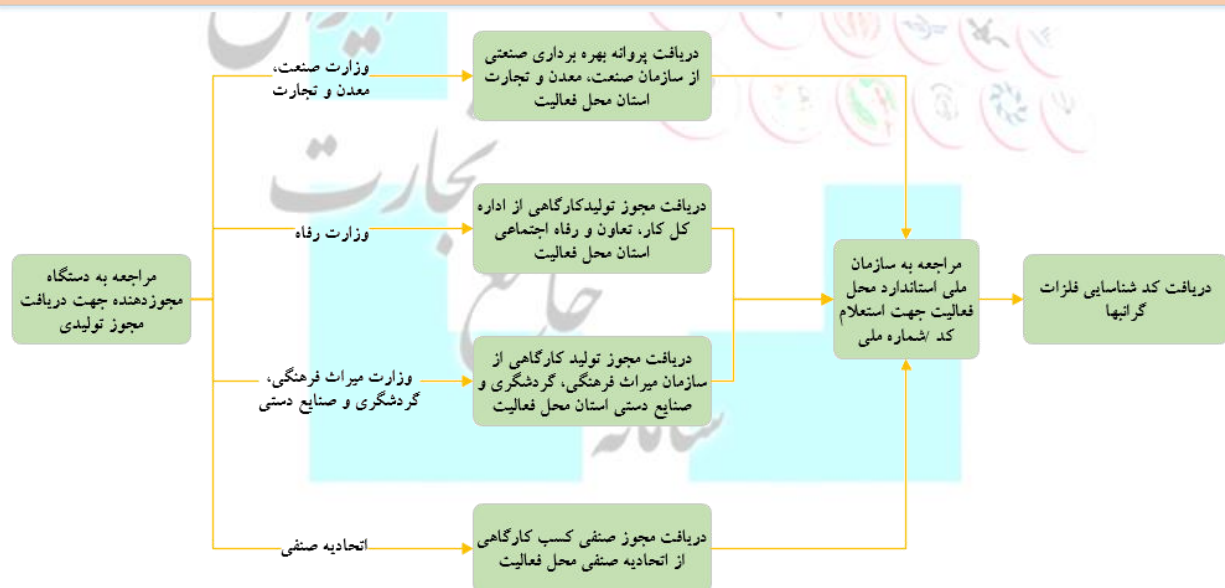 مراجعه به دستگاه
مجوزدهنده جهت دریافت
مجوز تولیدی
وزارت صنعت،
معدن و تجارت
دریافت پروانه بهره برداری صنعتی
از سازمان صنعت، معدن و تجارت
استان محل فعالیت
وزارت رفاه
دریافت مجوز تولیدکارگاهی از اداره
کل کار، تعاون و رفاه اجتماعی
استان محل فعالیت
وزارت میراث فرهنگی،
گردشگری و صنایع دستی
دریافت مجوز تولید کارگاهی از
سازمان میراث فرهنگی، گردشگری و
صنایع دستی استان محل فعالیت
اتحادیه صنفی
دریافت مجوز صنفی کسب کارگاهی
از اتحادیه صنفی محل فعالیت
مراجعه به سازمان
ملی استاندارد محل
فعالیت جهت استعلام
کد /شماره ملی
دریافت کد شناسایی فلزات
گرانبها
تجارت
جامع
سامانه